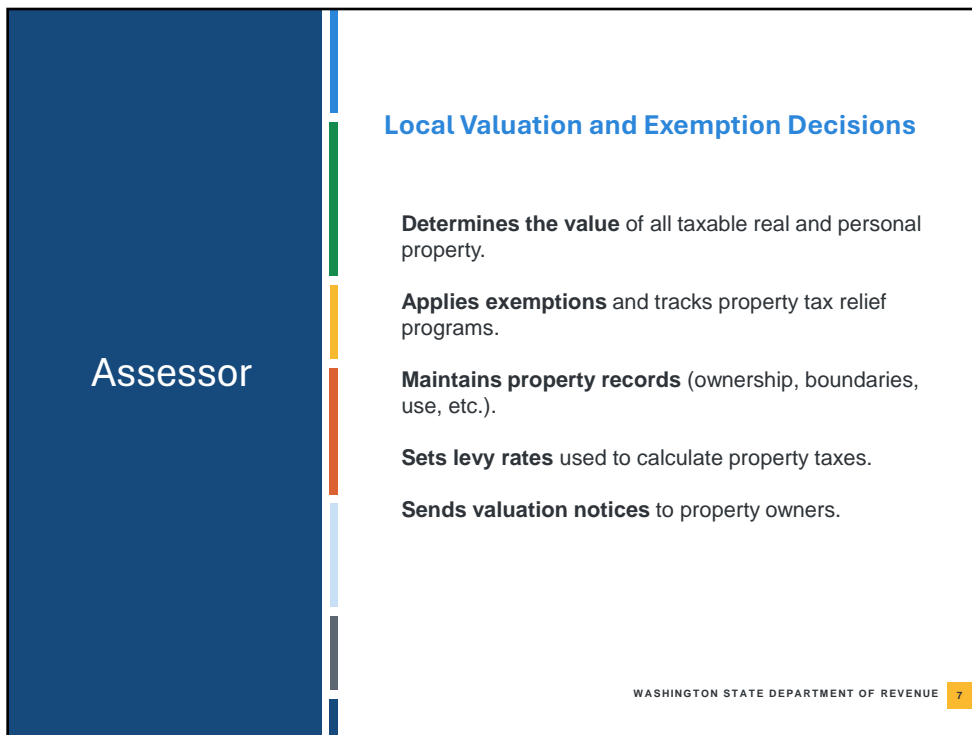 Assessor
Local Valuation and Exemption Decisions
Determines the value of all taxable real and personal
property.
Applies exemptions and tracks property tax relief
programs.
Maintains property records (ownership, boundaries,
use, etc.).
Sets levy rates used to calculate property taxes.
Sends valuation notices to property owners.
WASHINGTON STATE DEPARTMENT OF REVENUE 7